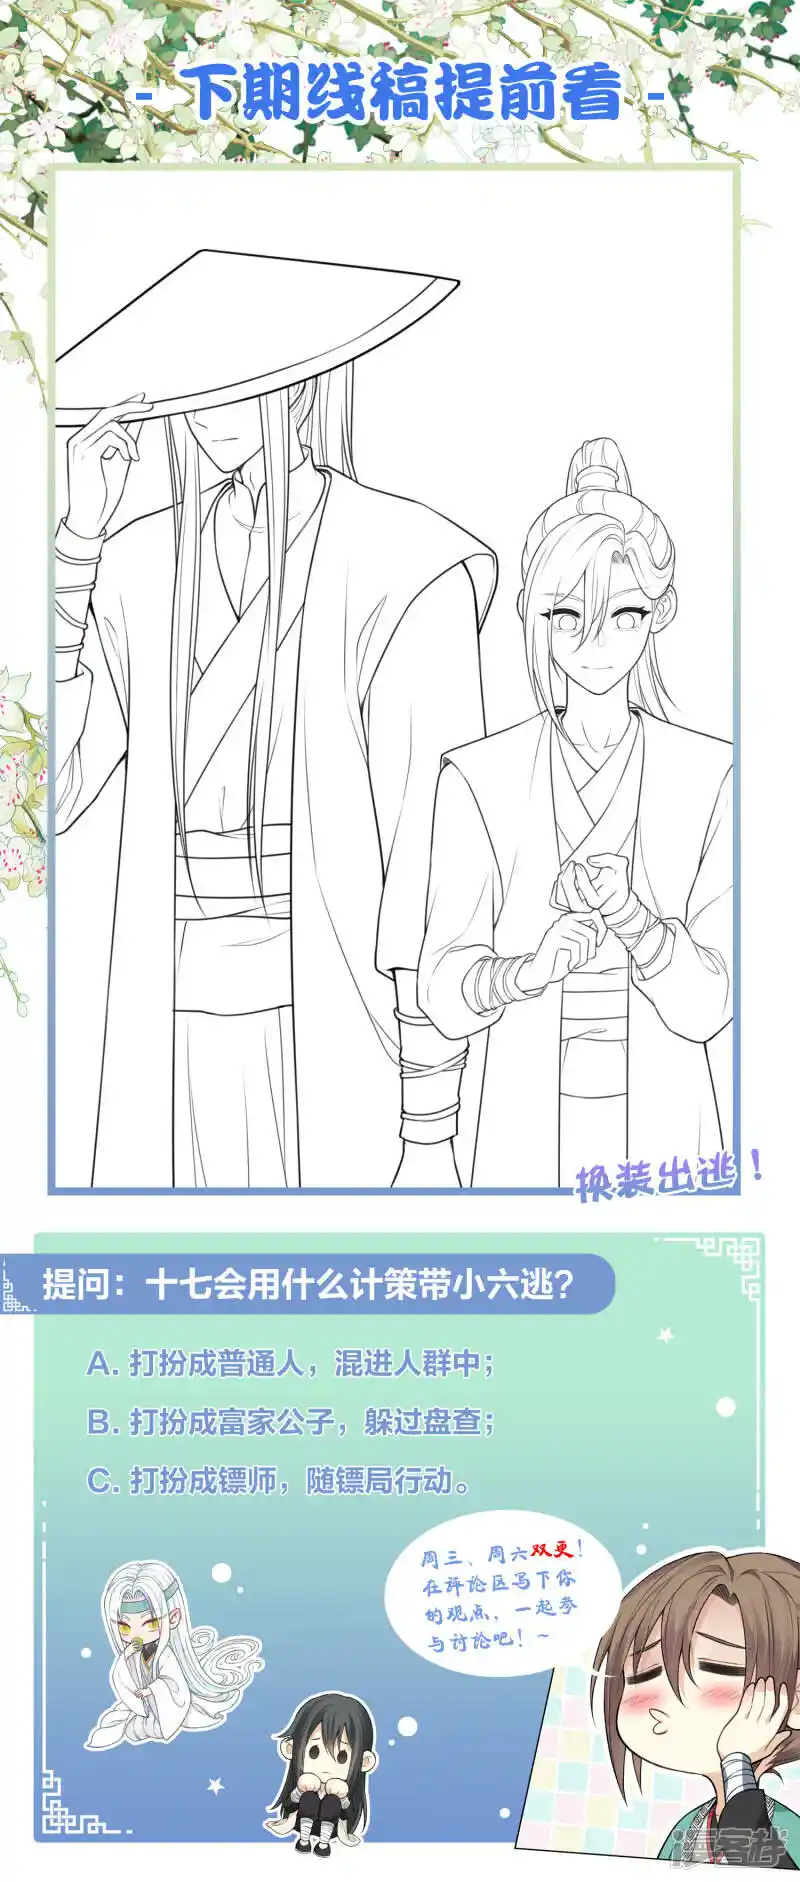 - 下期线稿提前看 -
换装出逃！
提问：十七会用什么计策带小六逃？
A. 打扮成普通人，混进人群中；
B. 打扮成富家公子，躲过盘查；
C. 打扮成镖师，随镖局行动。
周三、周六双更！
在评论区写下你
的观点，一起参
与讨论吧！~
漫客栈